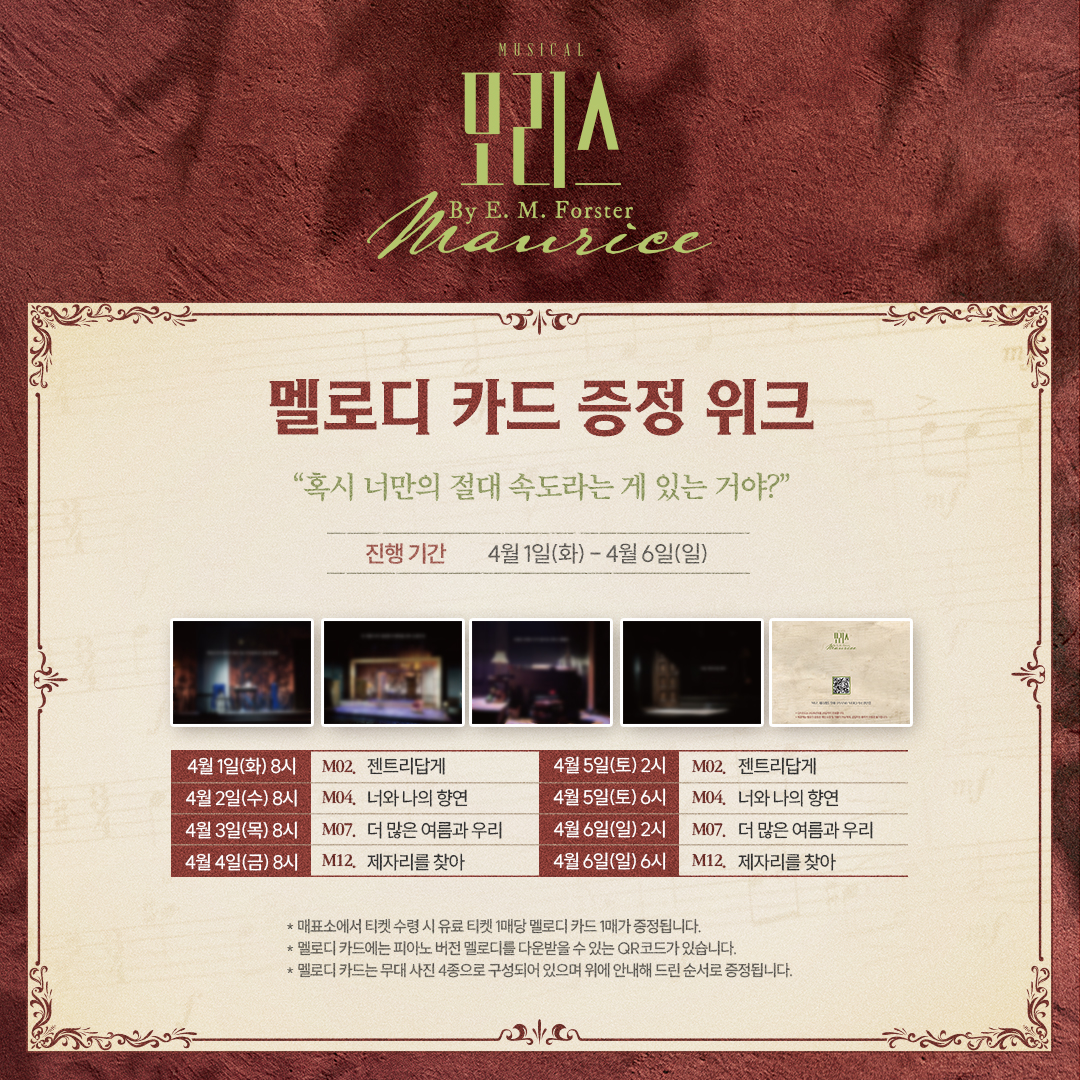 MUSICAL
모리스
By E. M. Forster
Maurice
멜로디 카드 증정 위크
“혹시 너만의 절대 속도라는 게 있는 거야?”
진행 기간 4월 1일(화) – 4월 6일(일)
4월 1일(화) 8시 M02. 젠트리답게 4월 5일(토) 2시 M02. 젠트리답게
4월 2일(수) 8시 M04. 너와 나의 향연 4월 5일(토) 6시 M04. 너와 나의 향연
4월 3일(목) 8시 M07. 더 많은 여름과 우리 4월 6일(일) 2시 M07. 더 많은 여름과 우리
4월 4일(금) 8시 M12. 제자리를 찾아 4월 6일(일) 6시 M12. 제자리를 찾아
* 매표소에서 티켓 수령 시 유료 티켓 1매당 멜로디 카드 1매가 증정됩니다.
* 멜로디 카드에는 피아노 버전 멜로디를 다운받을 수 있는 QR코드가 있습니다.
* 멜로디 카드는 무대 사진 4종으로 구성되어 있으며 위에 안내해 드린 순서로 증정됩니다.